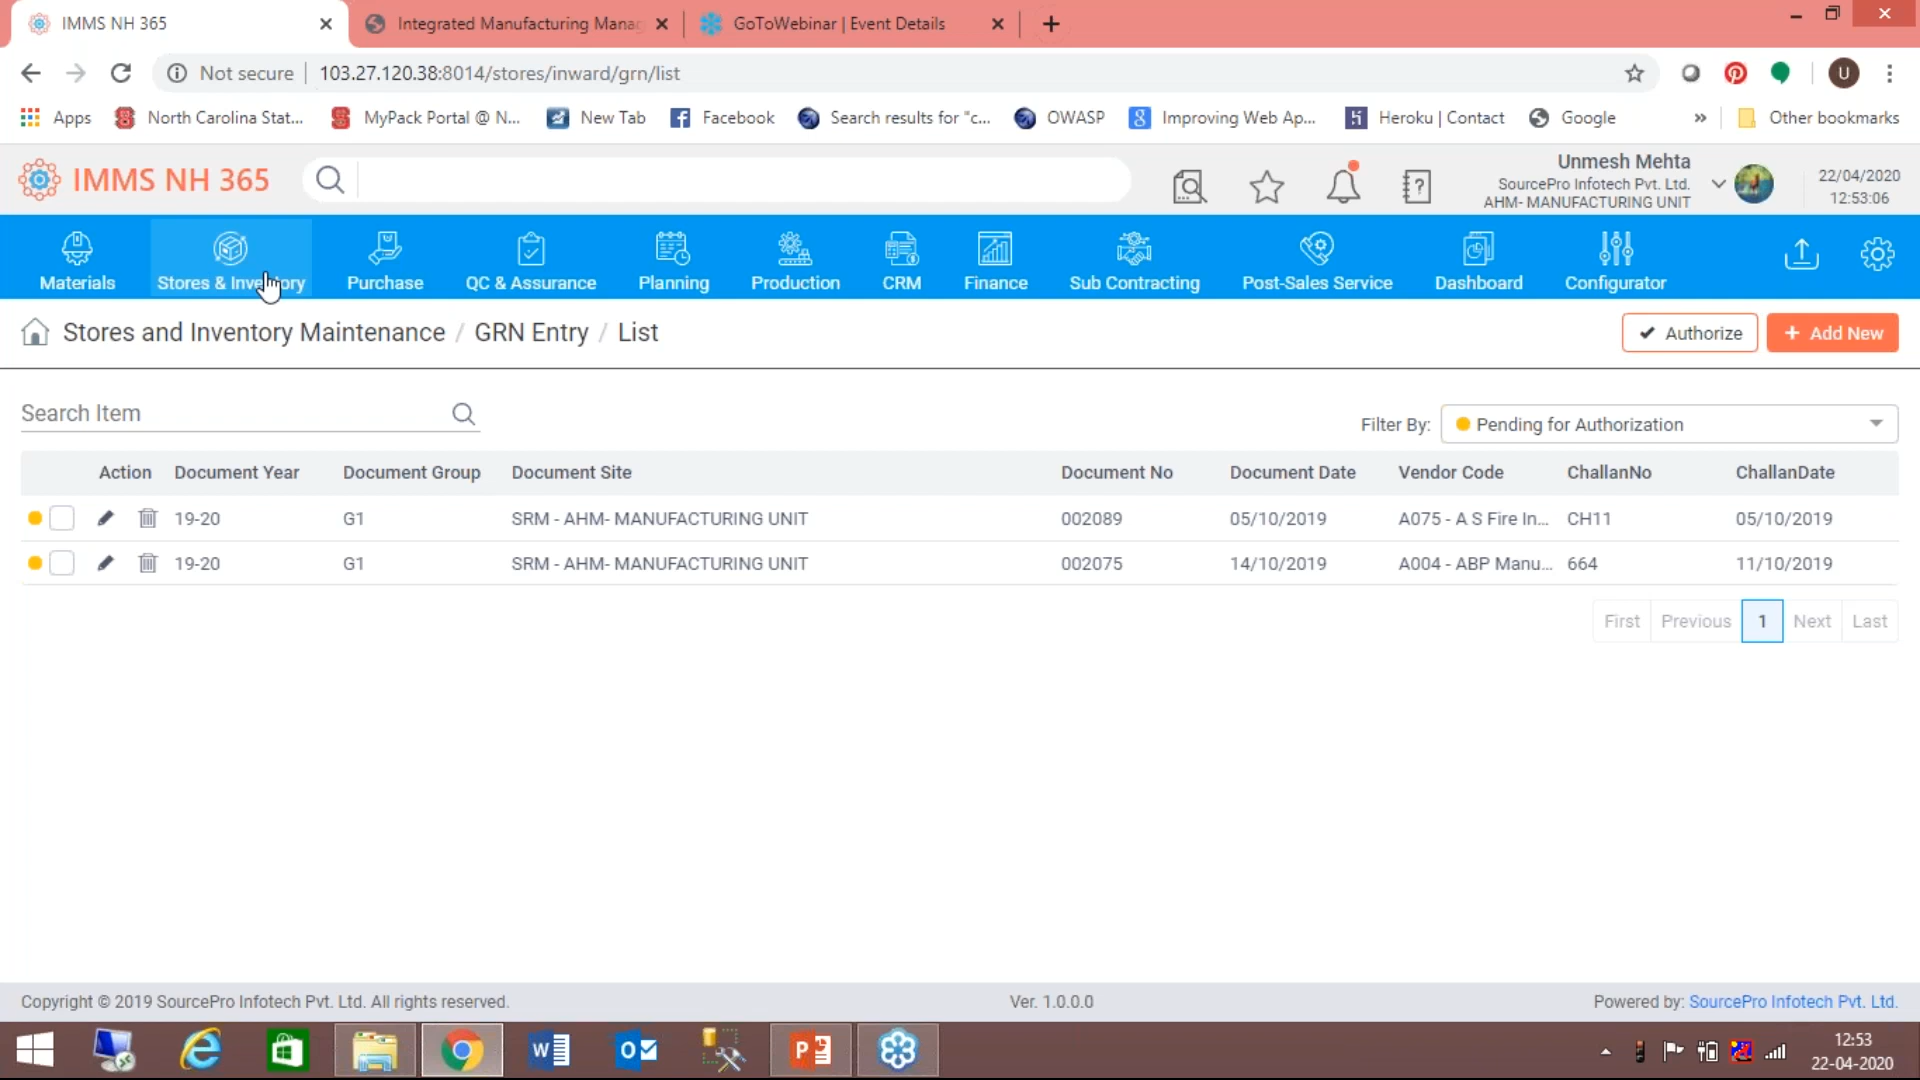 IMMS NH 365
Integrated Manufacturing Manag
GoToWebinar | Event Details
Not secure
103.27.120.38:8014/stores/inward/grn/list
Apps
North Carolina Stat...
MyPack Portal @ N...
New Tab
Facebook
Search results for "c...
OWASP
Improving Web Ap...
Heroku | Contact
Google
»
Other bookmarks
U
IMMS NH 365
Unmesh Mehta
SourcePro Infotech Pvt. Ltd.
AHM- MANUFACTURING UNIT
22/04/2020
12:53:06
Materials
Stores & Inventory
Purchase
QC & Assurance
Planning
Production
CRM
Finance
Sub Contracting
Post-Sales Service
Dashboard
Configurator
Stores and Inventory Maintenance / GRN Entry / List
Authorize
+ Add New
Search Item
Filter By: Pending for Authorization
Action Document Year Document Group Document Site Document No Document Date Vendor Code ChallanNo ChallanDate
19-20 G1 SRM - AHM- MANUFACTURING UNIT 002089 05/10/2019 A075 - A S Fire In... CH11 05/10/2019
19-20 G1 SRM - AHM- MANUFACTURING UNIT 002075 14/10/2019 A004 - ABP Manu... 664 11/10/2019
First Previous 1 Next Last
Copyright © 2019 SourcePro Infotech Pvt. Ltd. All rights reserved.
Ver. 1.0.0.0
Powered by: SourcePro Infotech Pvt. Ltd.
12:53
22-04-2020